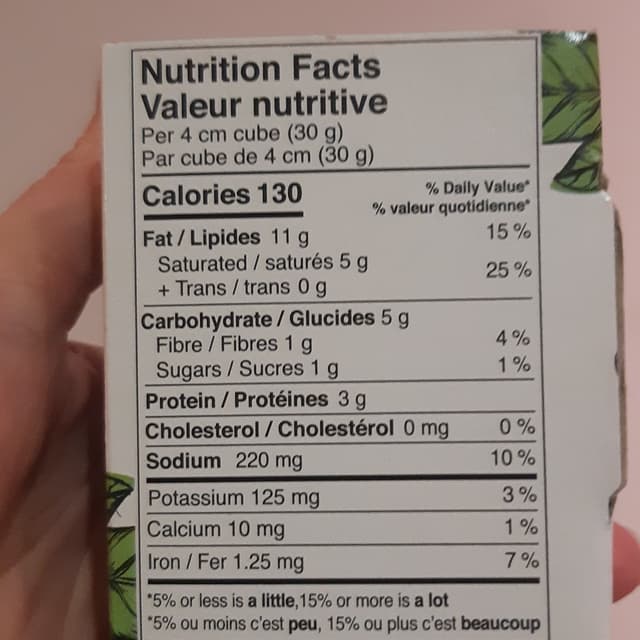 Nutrition Facts
Valeur nutritive
Per 4 cm cube (30 g)
Par cube de 4 cm (30 g)
Calories 130
% Daily Value*
% valeur quotidienne*
Fat / Lipides 11 g 15 %
Saturated / saturés 5 g
+ Trans / trans 0 g 25 %
Carbohydrate / Glucides 5 g
Fibre / Fibres 1 g 4 %
Sugars / Sucres 1 g 1 %
Protein / Protéines 3 g
Cholesterol / Cholestérol 0 mg 0 %
Sodium 220 mg 10 %
Potassium 125 mg 3 %
Calcium 10 mg 1 %
Iron / Fer 1.25 mg 7 %
*5% or less is a little,15% or more is a lot
*5% ou moins c'est peu, 15% ou plus c'est beaucoup